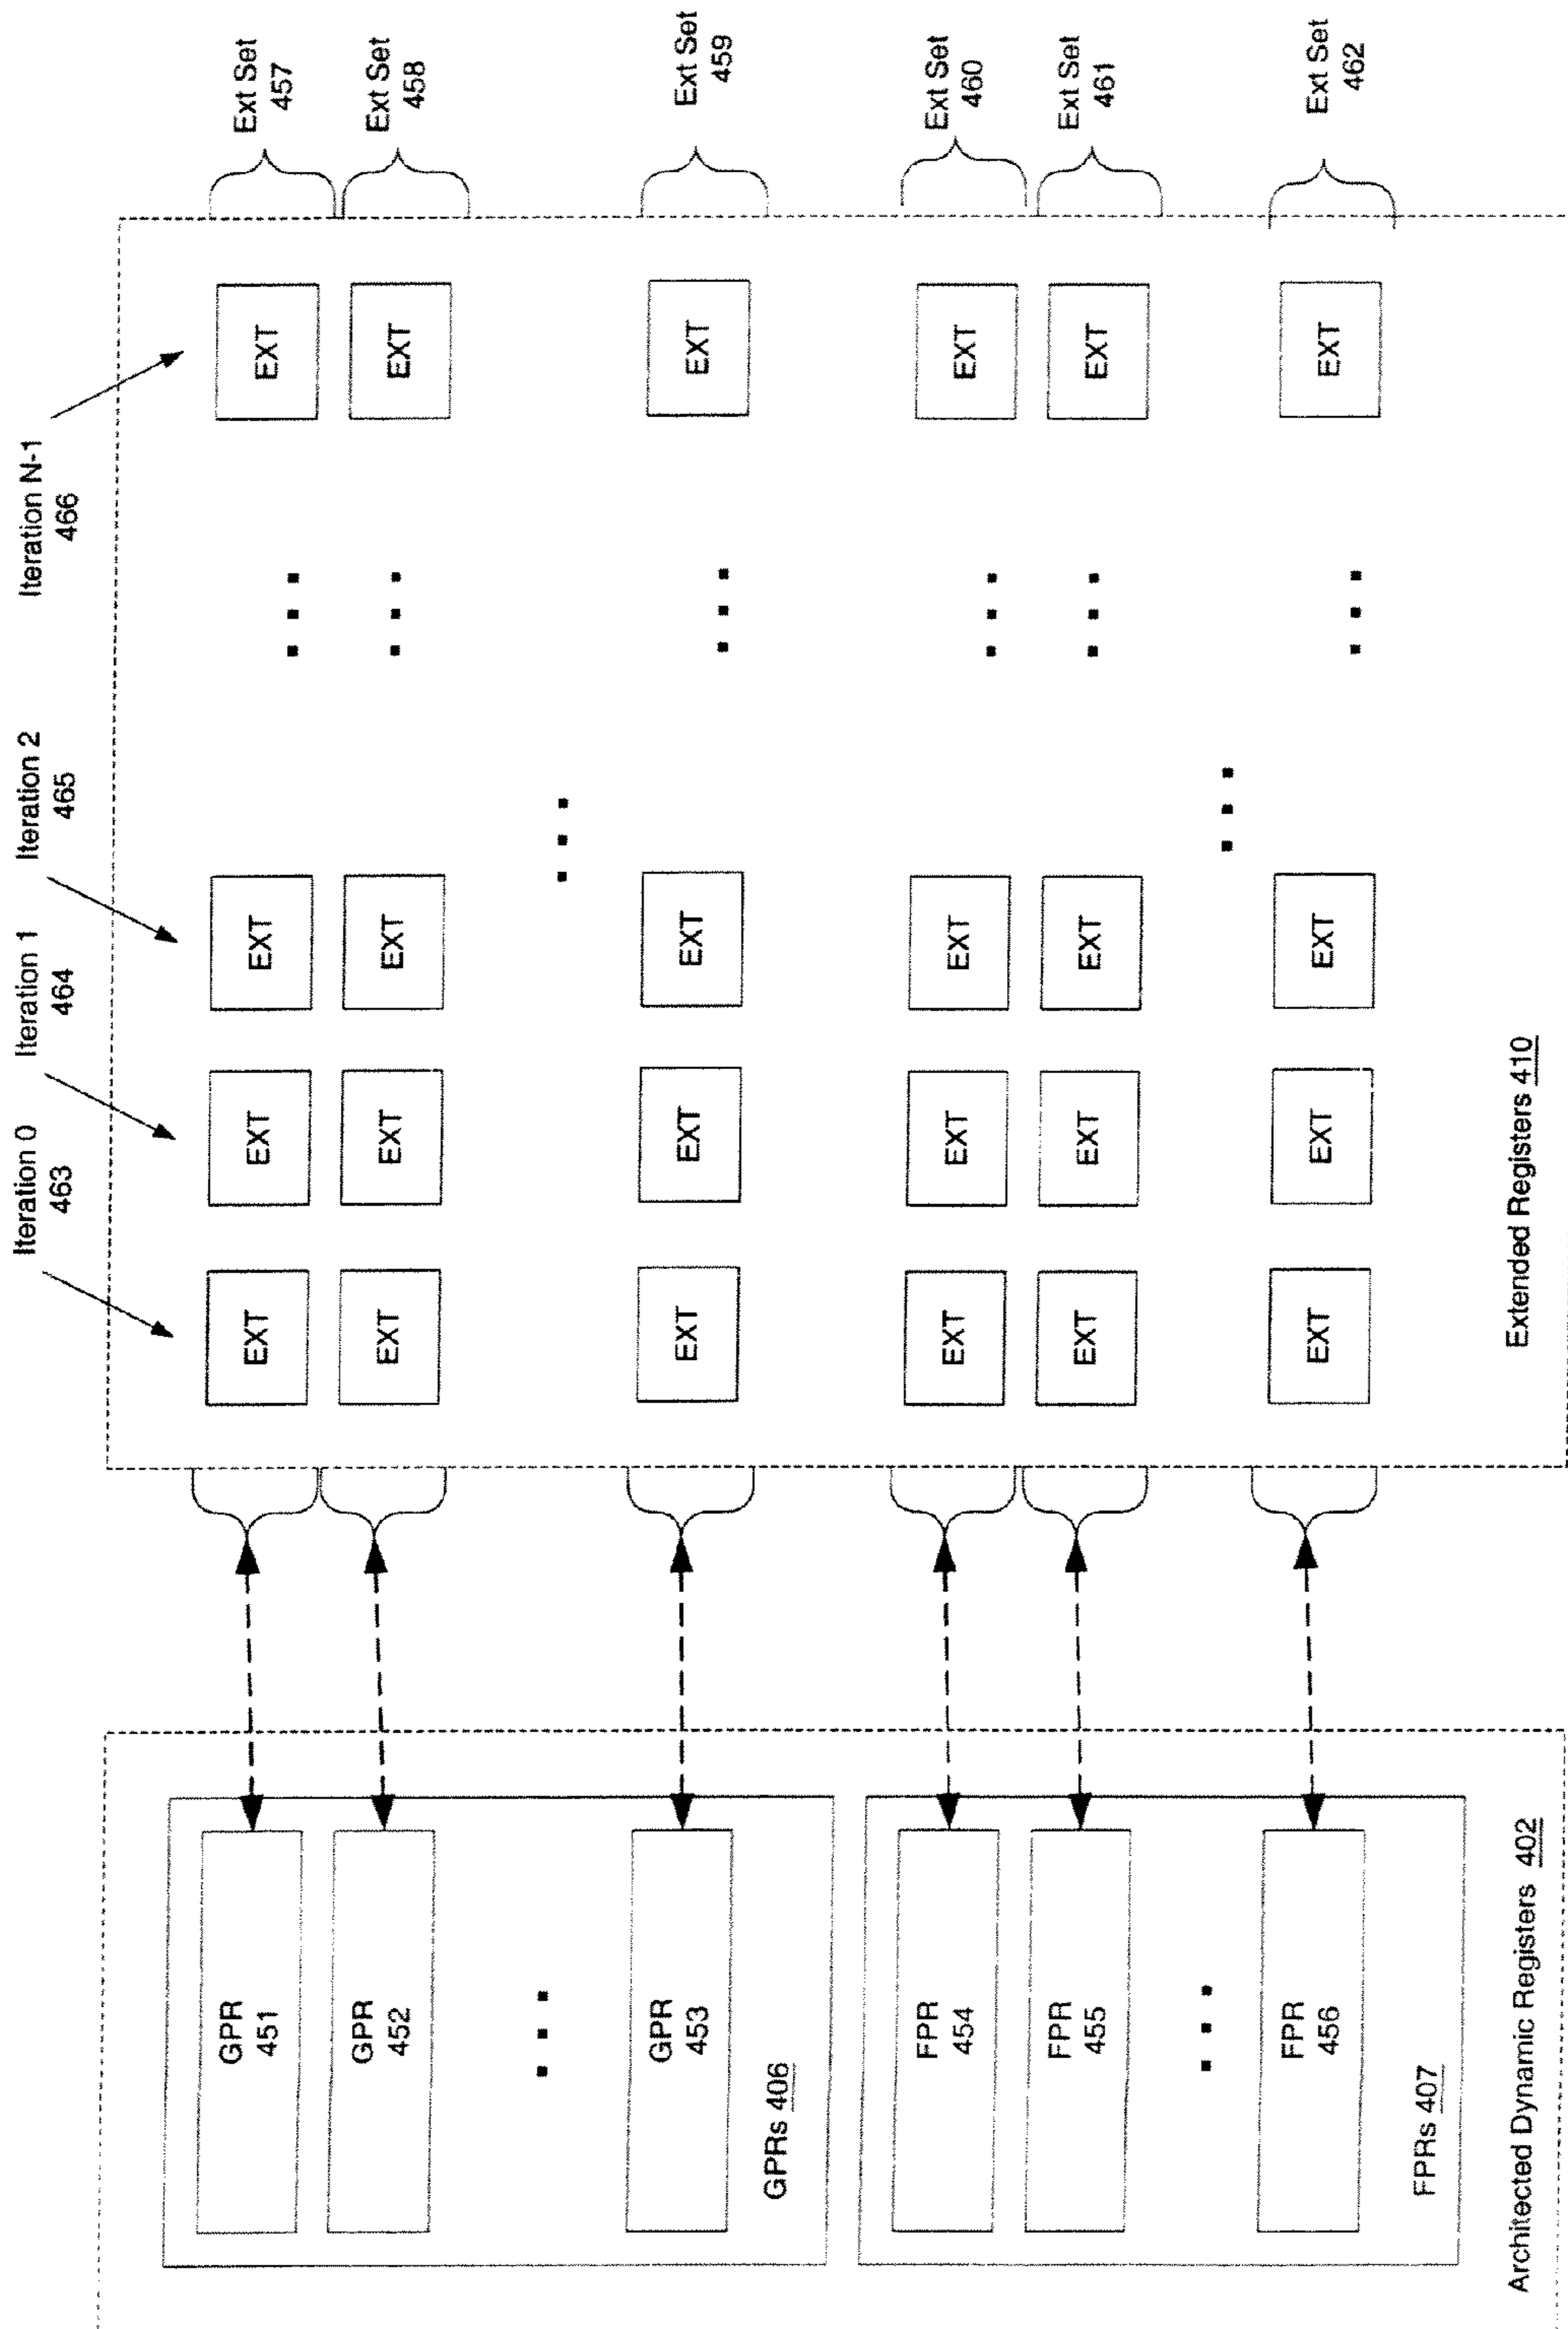 Iteration 0
463
Iteration 1
464
Iteration 2
465
Iteration N-1
466
GPR
451
EXT
EXT
EXT
EXT
Ext Set
457
GPR
452
EXT
EXT
EXT
EXT
Ext Set
458
GPR
453
EXT
EXT
EXT
EXT
Ext Set
459
GPRs 406
FPR
454
EXT
EXT
EXT
EXT
Ext Set
460
FPR
455
EXT
EXT
EXT
EXT
Ext Set
461
FPR
456
EXT
EXT
EXT
EXT
Ext Set
462
FPRs 407
Architected Dynamic Registers 402
Extended Registers 410